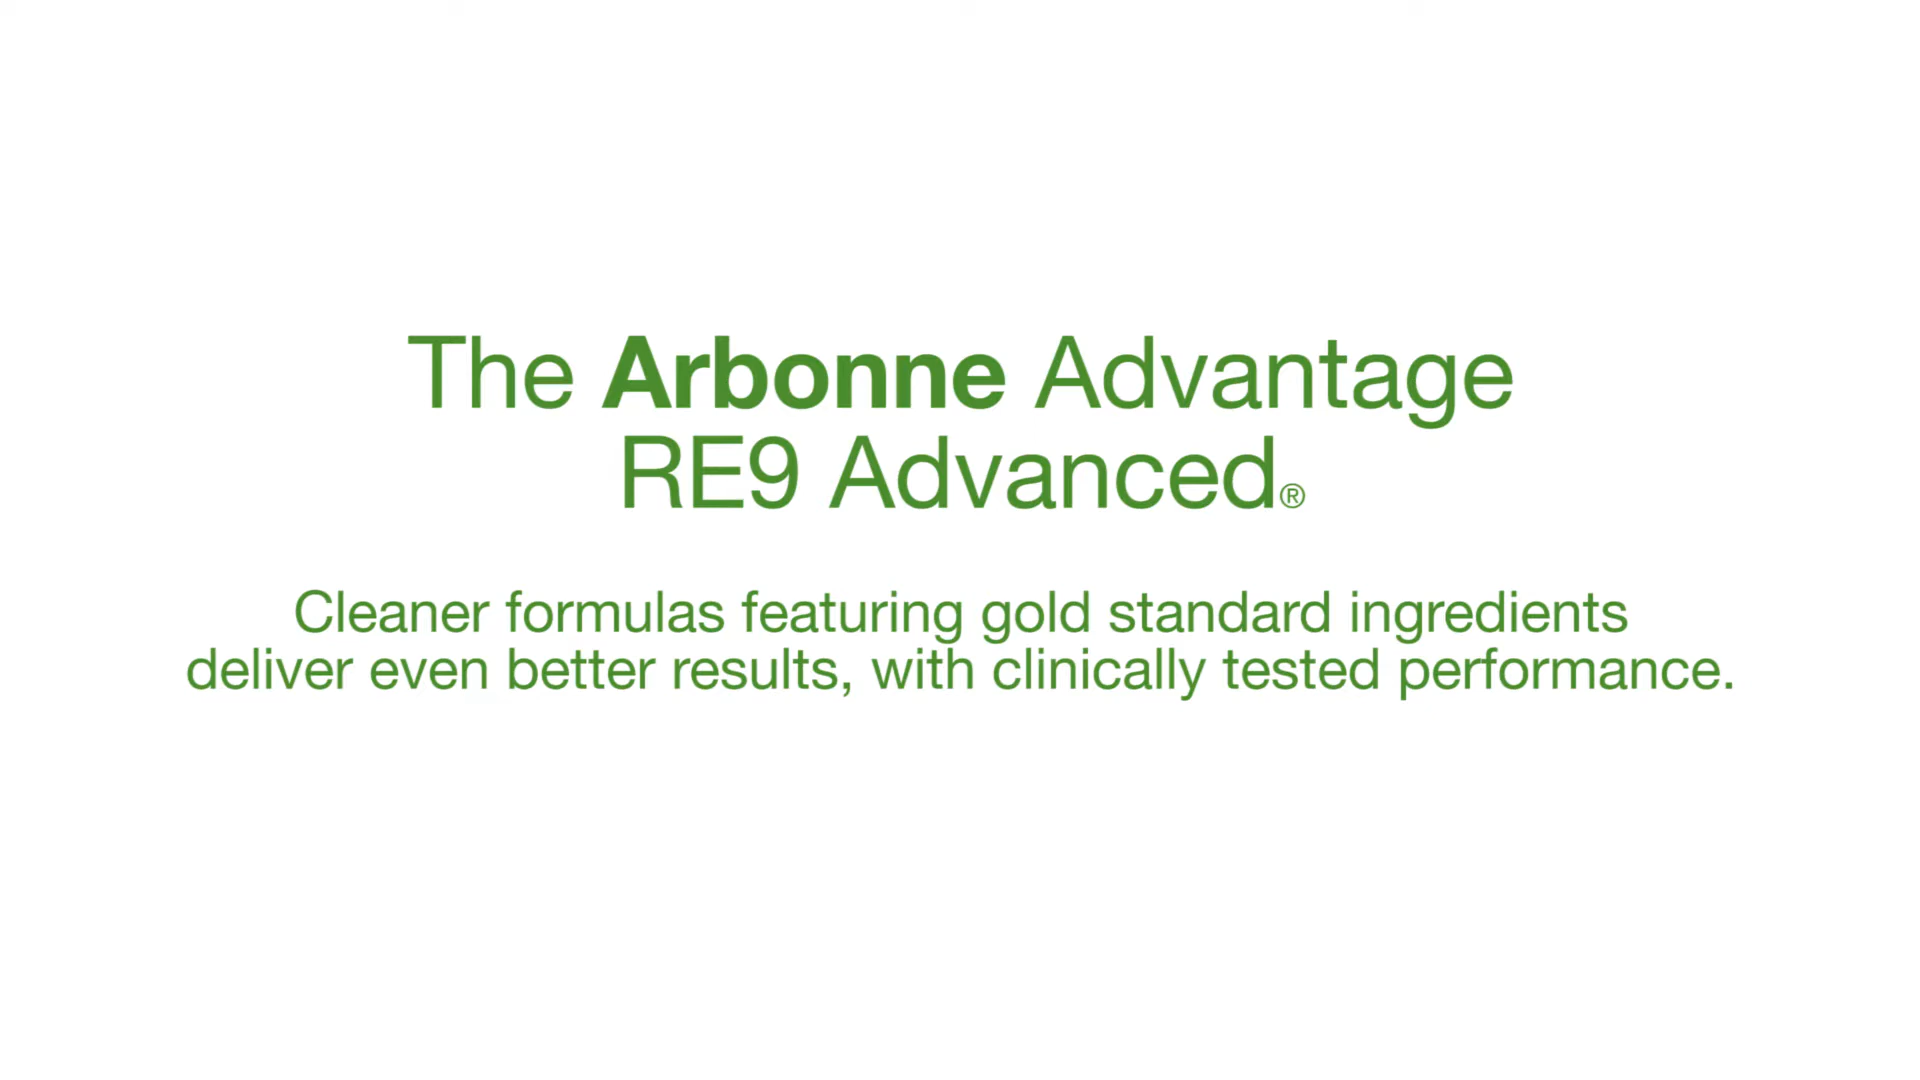 The Arbonne Advantage
RE9 Advanced®
Cleaner formulas featuring gold standard ingredients
deliver even better results, with clinically tested performance.